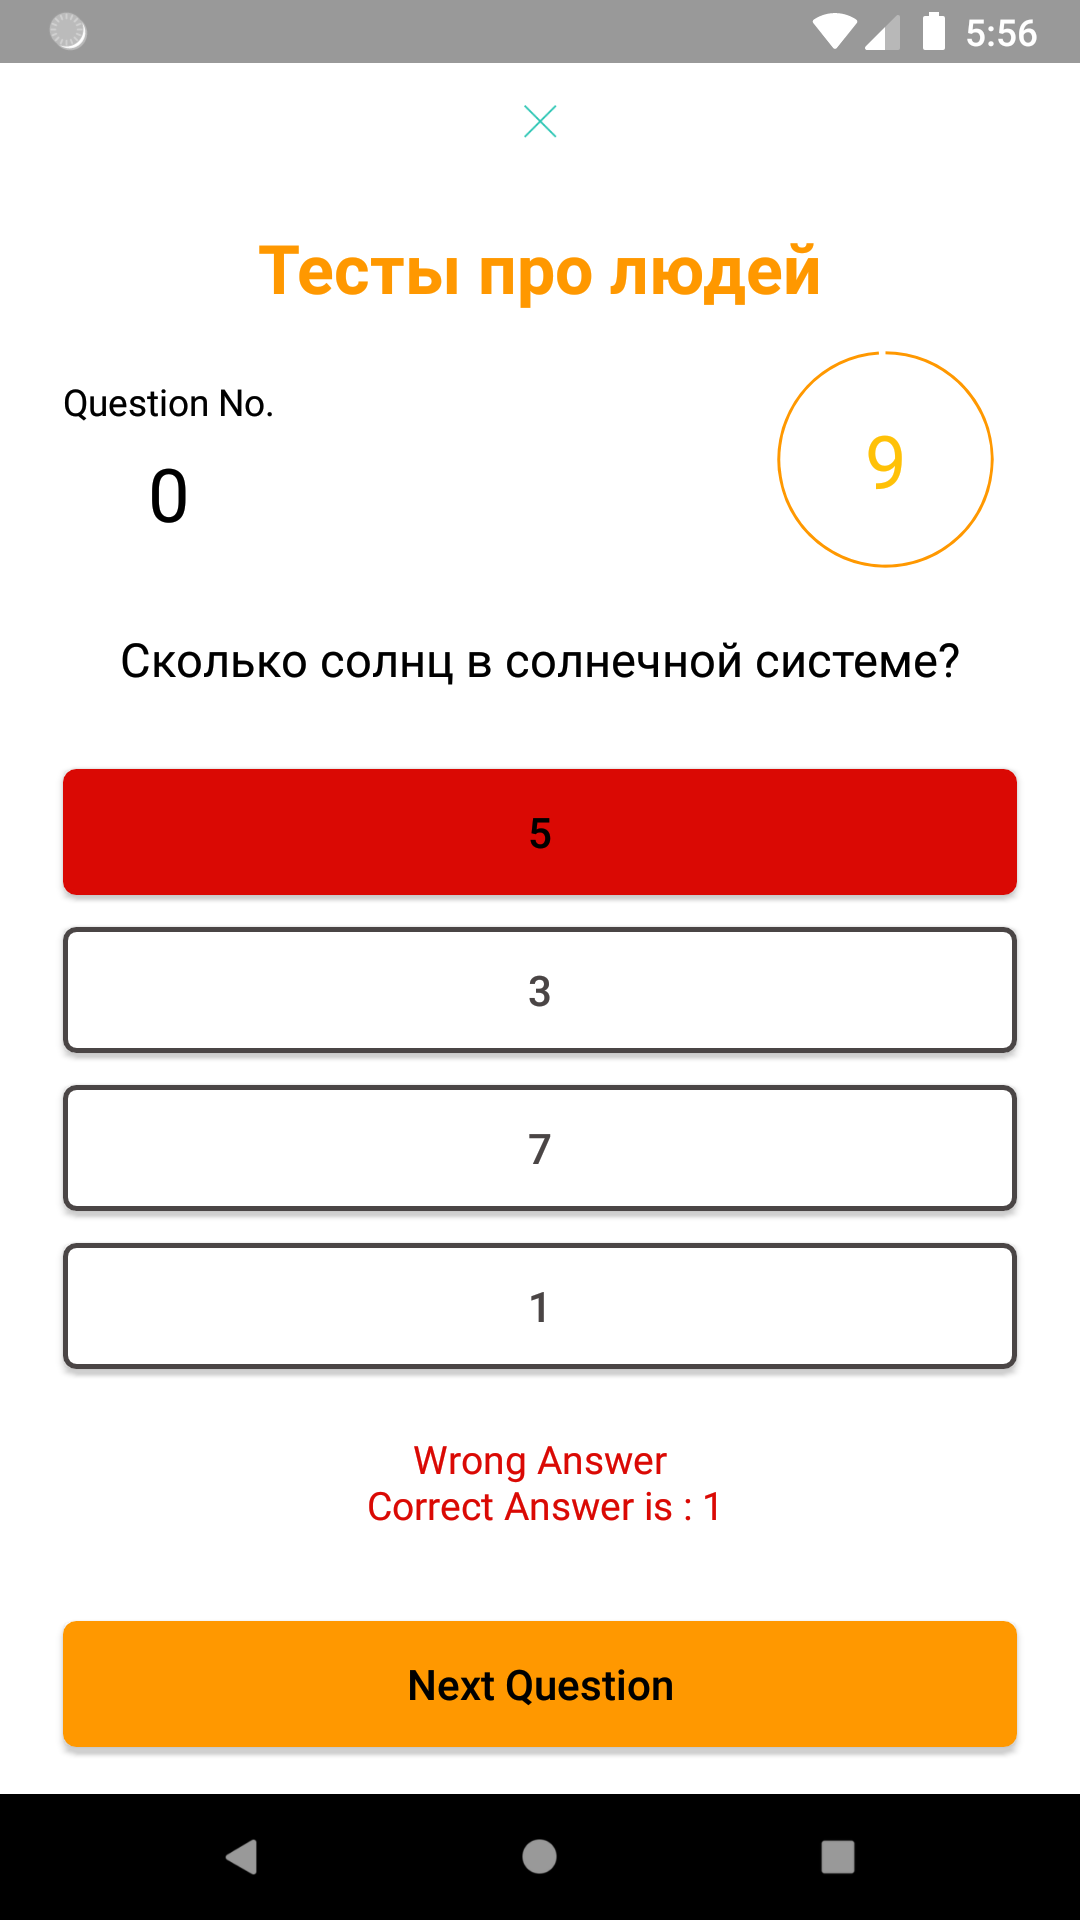 5:56
Тесты про людей
Question No.
0
9
Сколько солнц в солнечной системе?
5
3
7
1
Wrong Answer
Correct Answer is : 1
Next Question